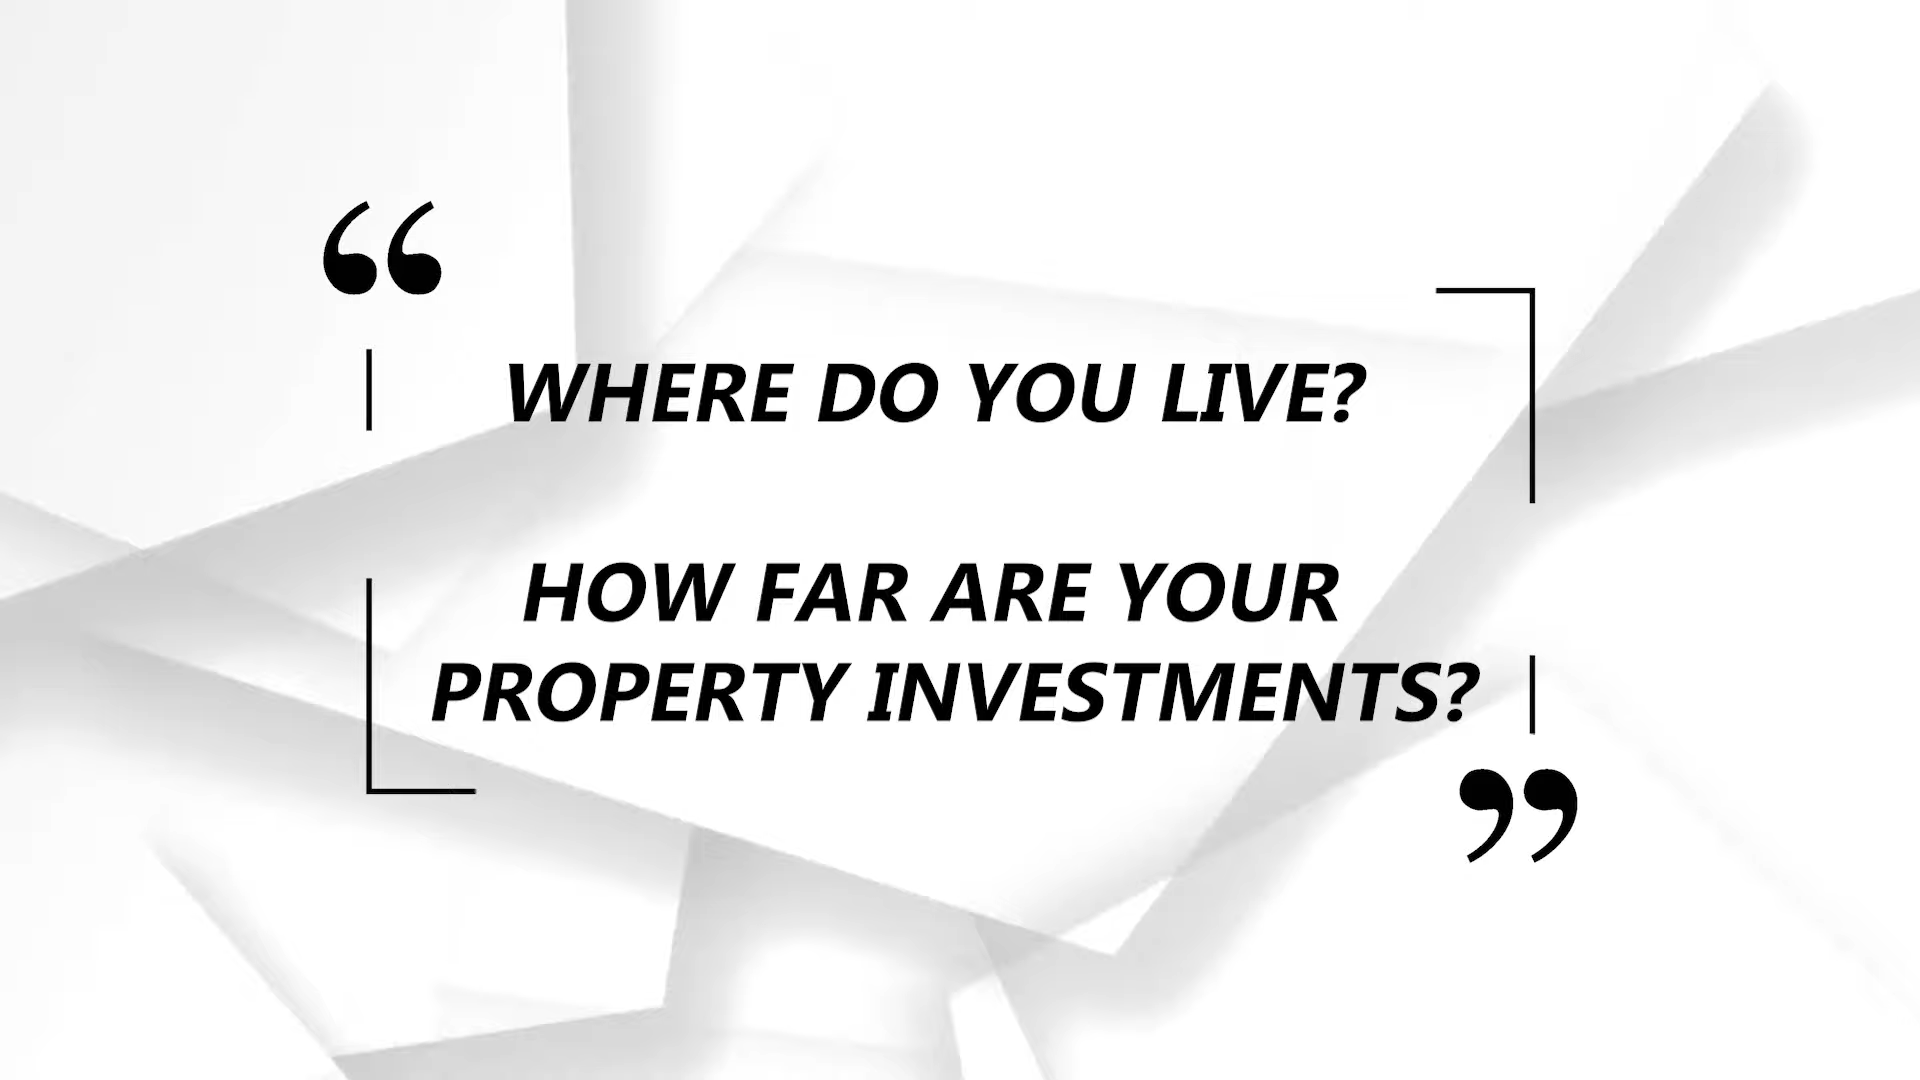 “
WHERE DO YOU LIVE?
HOW FAR ARE YOUR
PROPERTY INVESTMENTS?
”